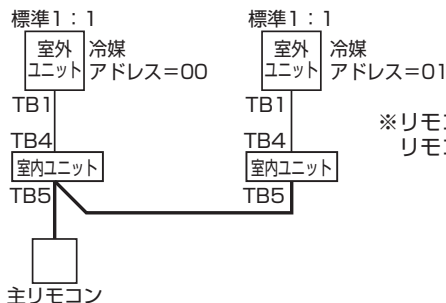 標準1：1
室外
ユニット
冷媒
アドレス＝00
TB1
TB4
室内ユニット
TB5
主リモコン
標準1：1
室外
ユニット
冷媒
アドレス＝01
TB1
TB4
室内ユニット
TB5
※リモ
リモ